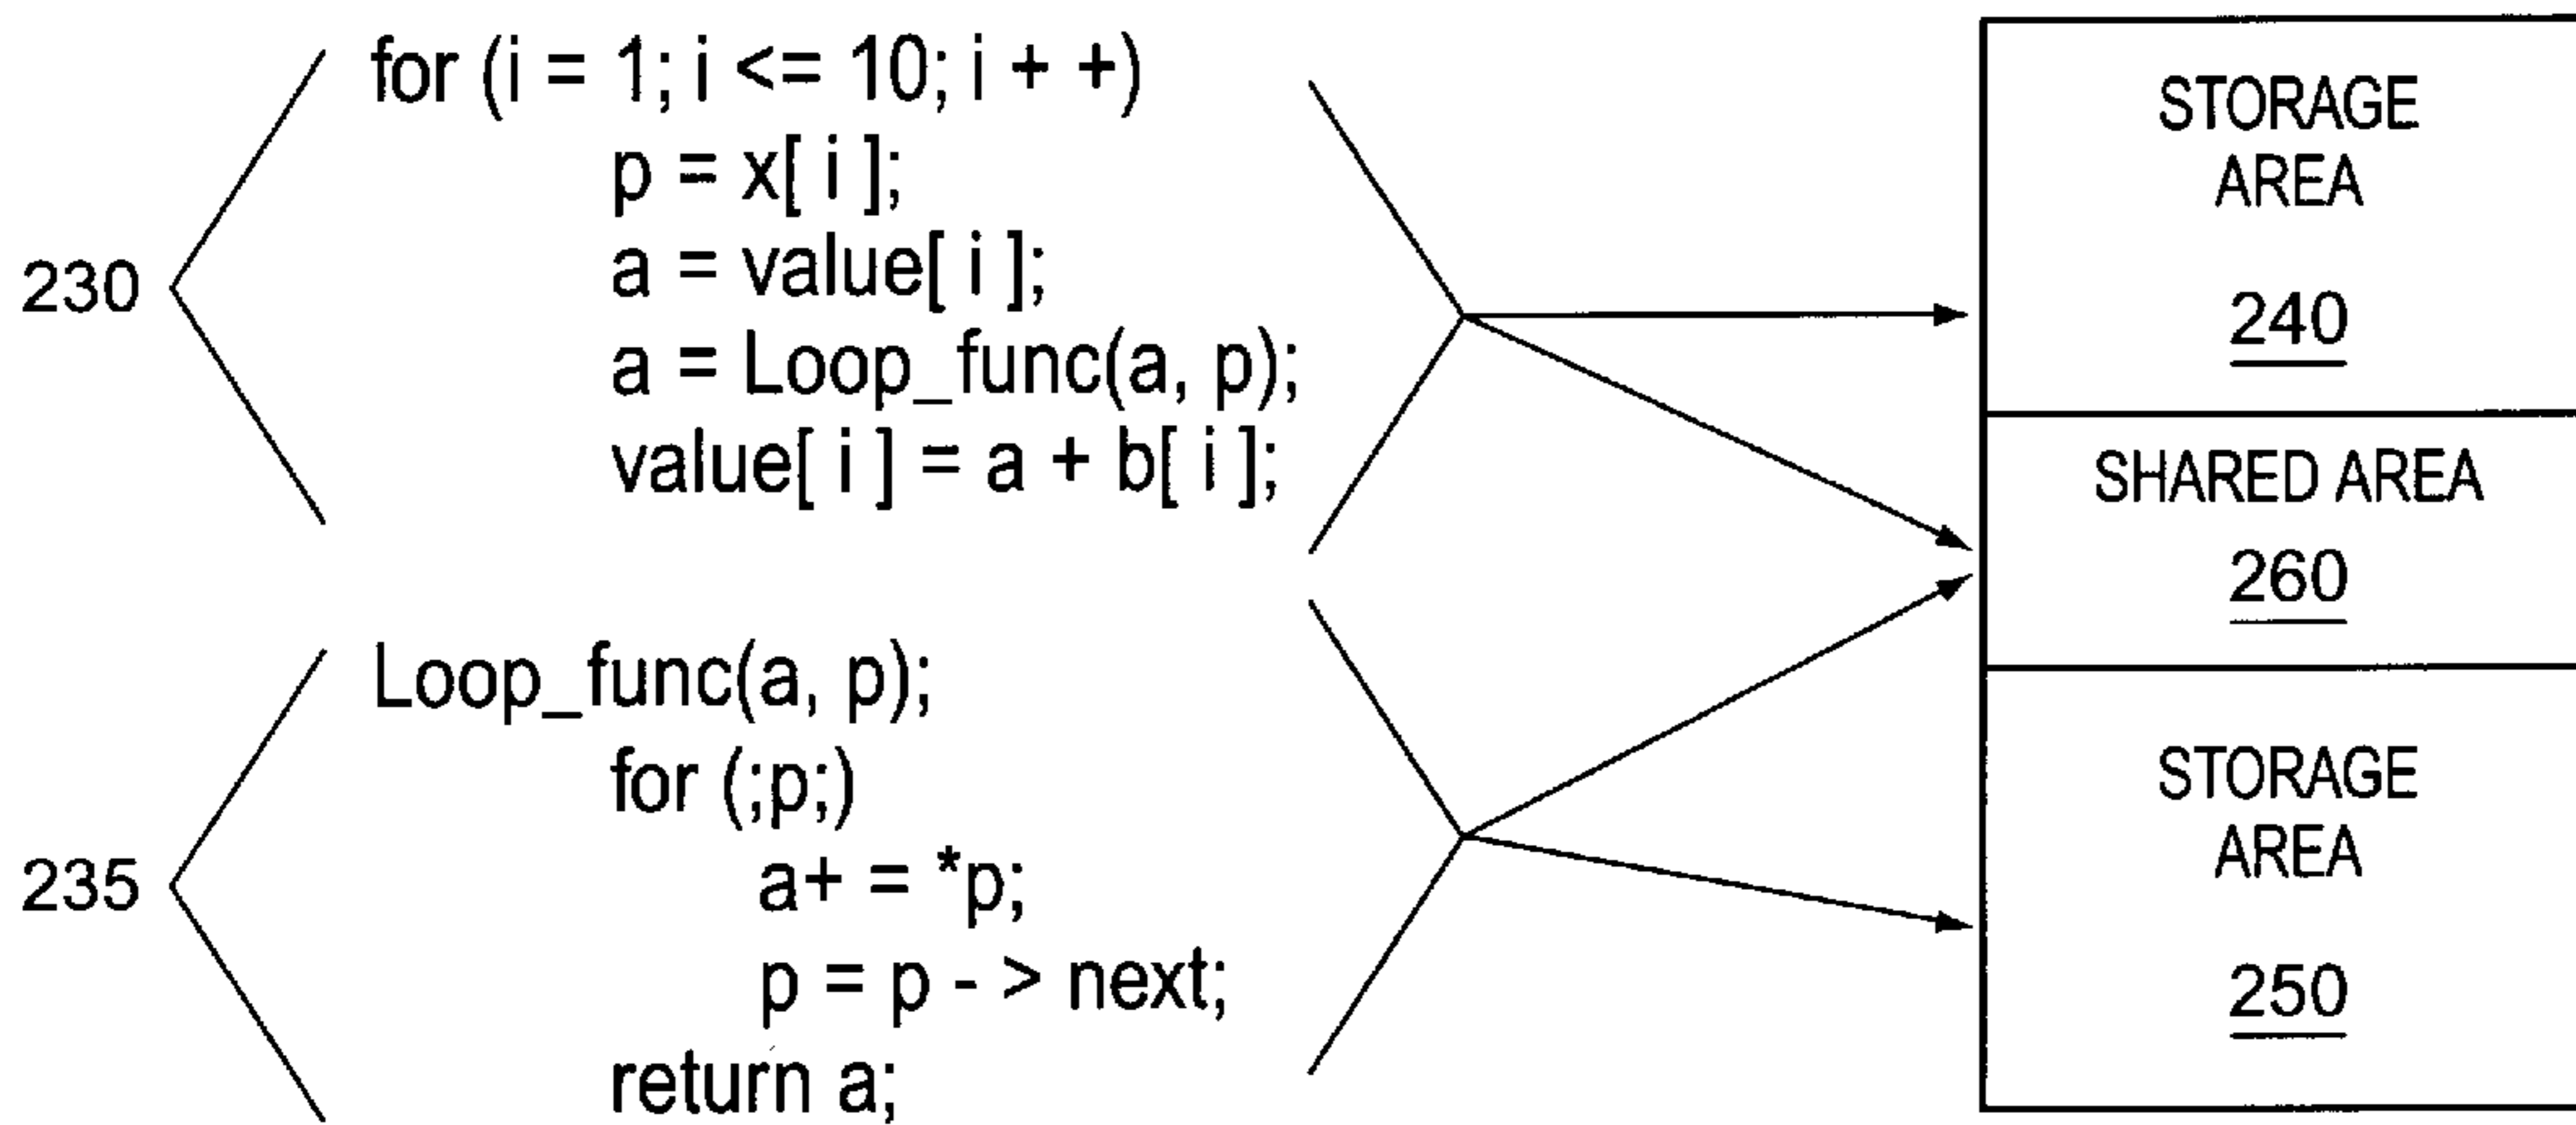 for (i = 1; i <= 10; i + +)
p = x[ i ];
a = value[ i ];
230
a = Loop_func(a, p);
value[ i ] = a + b[ i ];
Loop_func(a, p);
for (;p;)
a+ = *p;
235
p = p - > next;
return a;
STORAGE
AREA
240
SHARED AREA
260
STORAGE
AREA
250